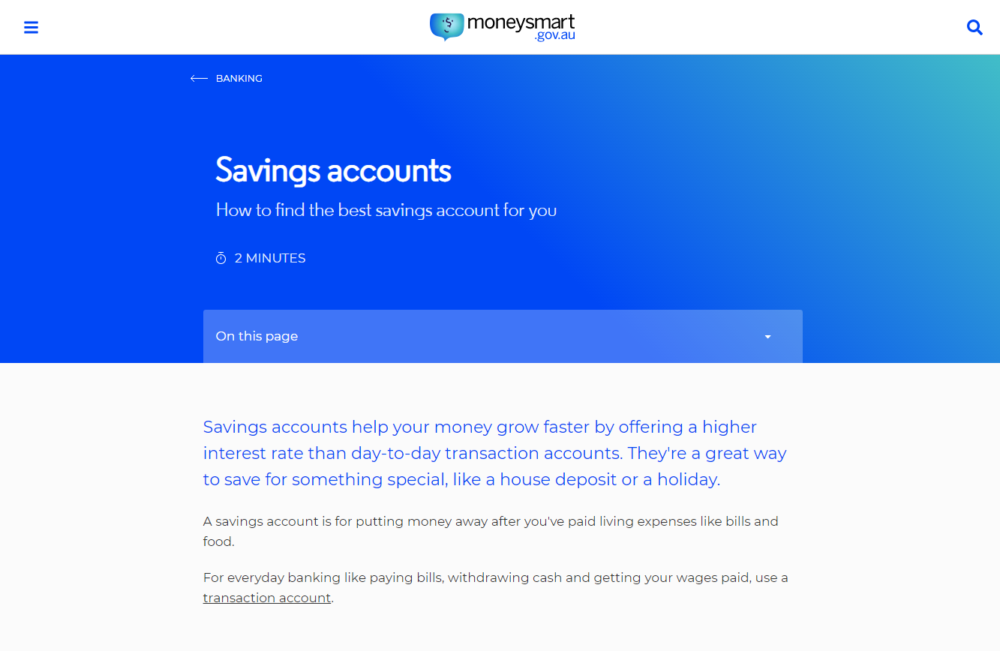 moneysmart
.gov.au
BANKING
Savings accounts
How to find the best savings account for you
2 MINUTES
On this page
Savings accounts help your money grow faster by offering a higher
interest rate than day-to-day transaction accounts. They're a great way
to save for something special, like a house deposit or a holiday.
A savings account is for putting money away after you've paid living expenses like bills and
food.
For everyday banking like paying bills, withdrawing cash and getting your wages paid, use a
transaction account.